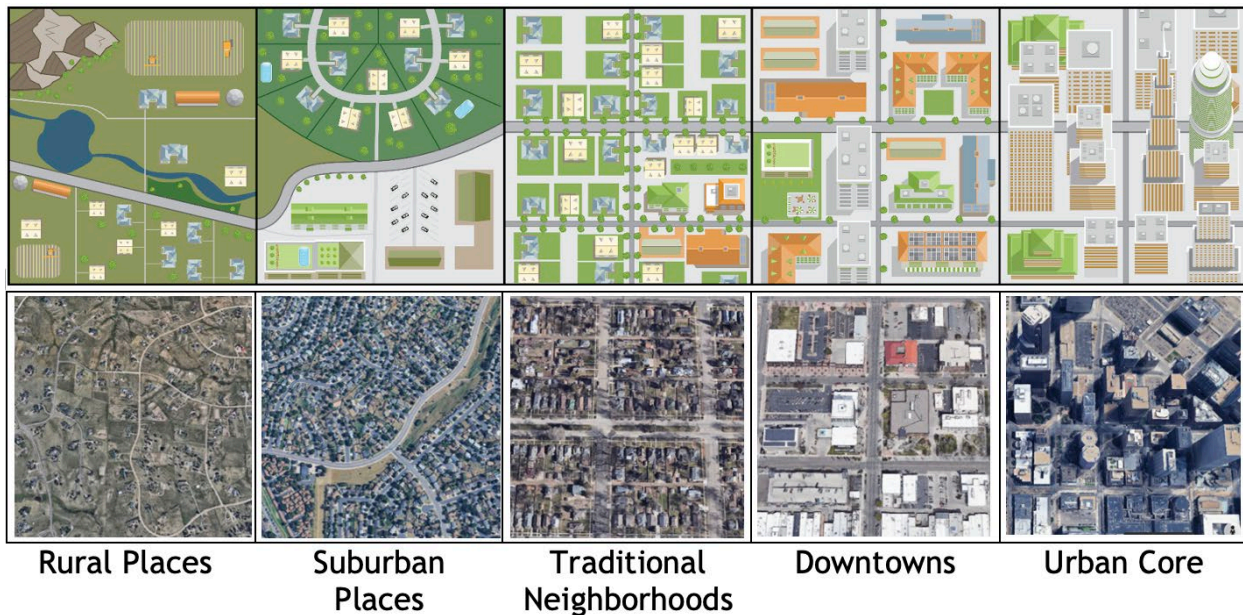 Rural Places
Suburban
Places
Traditional
Neighborhoods
Downtowns
Urban Core